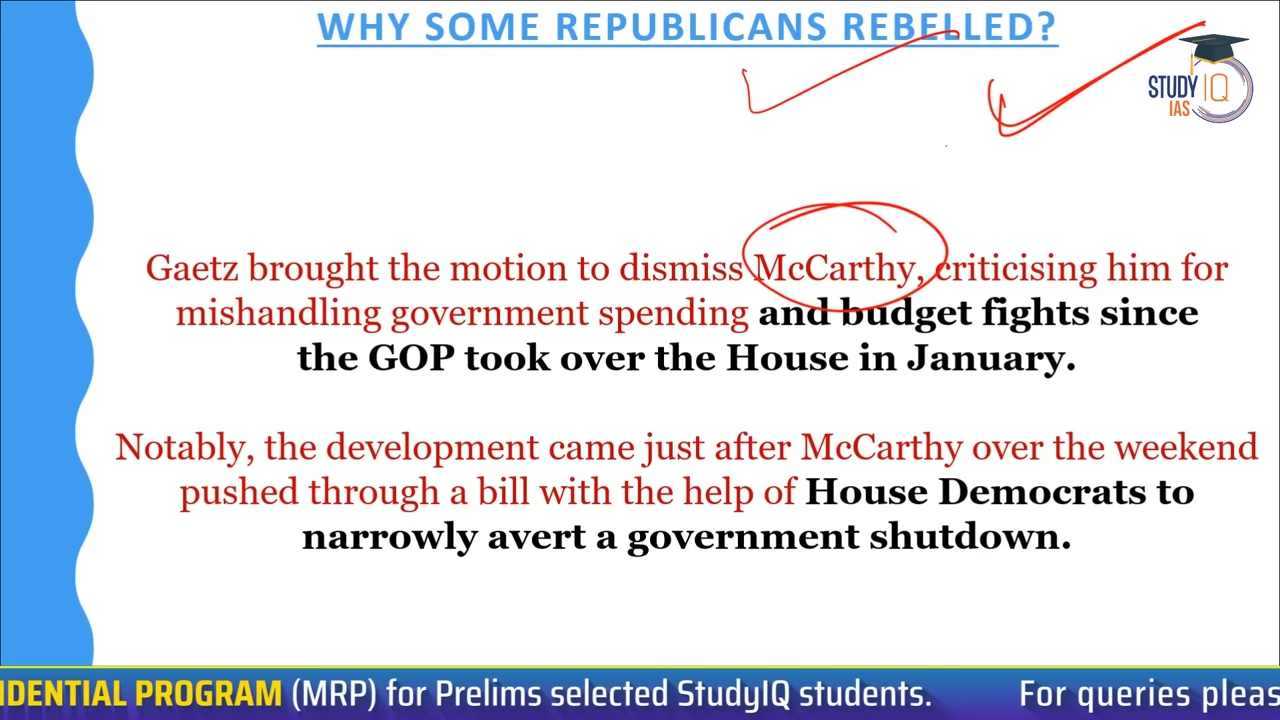 WHY SOME REPUBLICANS REBELLED?
STUDY IQ
IAS
Gaetz brought the motion to dismiss McCarthy, criticising him for
mishandling government spending and budget fights since
the GOP took over the House in January.
Notably, the development came just after McCarthy over the weekend
pushed through a bill with the help of House Democrats to
narrowly avert a government shutdown.
IDENTIAL PROGRAM (MRP) for Prelims selected StudyIQ students. For queries pleas